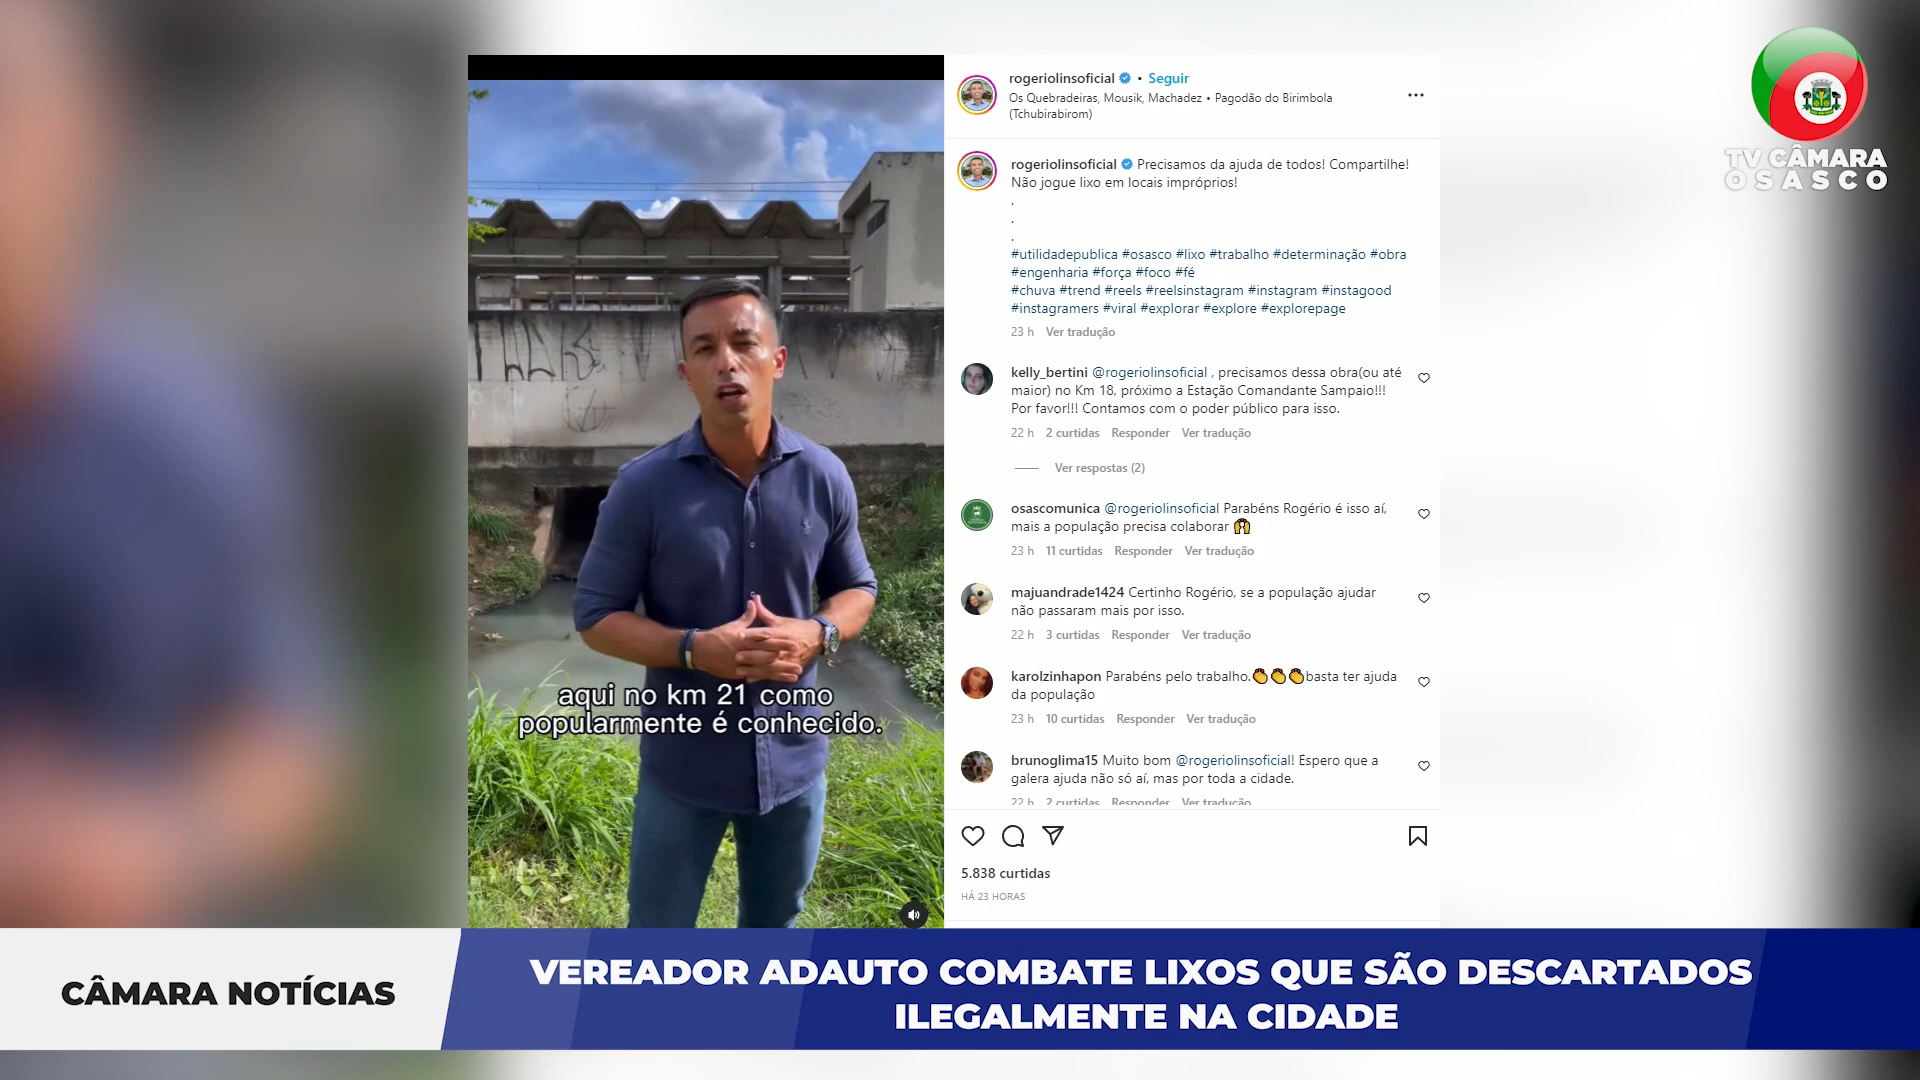 TV CÂMARA
OSASCO
rogeriolinsoficial • Seguir
Os Quebradeiras, Mousik, Machadez • Pagodão do Birimbola
(Tchubirabirom)
rogeriolinsoficial Precisamos da ajuda de todos! Compartilhe!
Não jogue lixo em locais impróprios!
.
.
.
#utilidadepublica #osasco #lixo #trabalho #determinação #obra
#engenharia #força #foco #fé
#chuva #trend #reels #reelsinstagram #instagram #instagood
#instagramers #viral #explorar #explore #explorepage
23 h Ver tradução
kelly_bertini @rogeriolinsoficial , precisamos dessa obra(ou até
maior) no Km 18, próximo a Estação Comandante Sampaio!!!
Por favor!!! Contamos com o poder público para isso.
22 h 2 curtidas Responder Ver tradução
Ver respostas (2)
osascomunica @rogeriolinsoficial Parabéns Rogério é isso aí,
mais a população precisa colaborar 🙌
23 h 11 curtidas Responder Ver tradução
majuandrade1424 Certinho Rogério, se a população ajudar
não passaram mais por isso.
22 h 3 curtidas Responder Ver tradução
karolzinhapon Parabéns pelo trabalho.👏👏👏basta ter ajuda
da população
23 h 10 curtidas Responder Ver tradução
brunoglima15 Muito bom @rogeriolinsoficial! Espero que a
galera ajuda não só aí, mas por toda a cidade.
22 h 2 curtidas Responder Ver tradução
5.838 curtidas
HÁ 23 HORAS
aqui no km 21 como
popularmente é conhecido.
CÂMARA NOTÍCIAS
VEREADOR ADAUTO COMBATE LIXOS QUE SÃO DESCARTADOS
ILEGALMENTE NA CIDADE